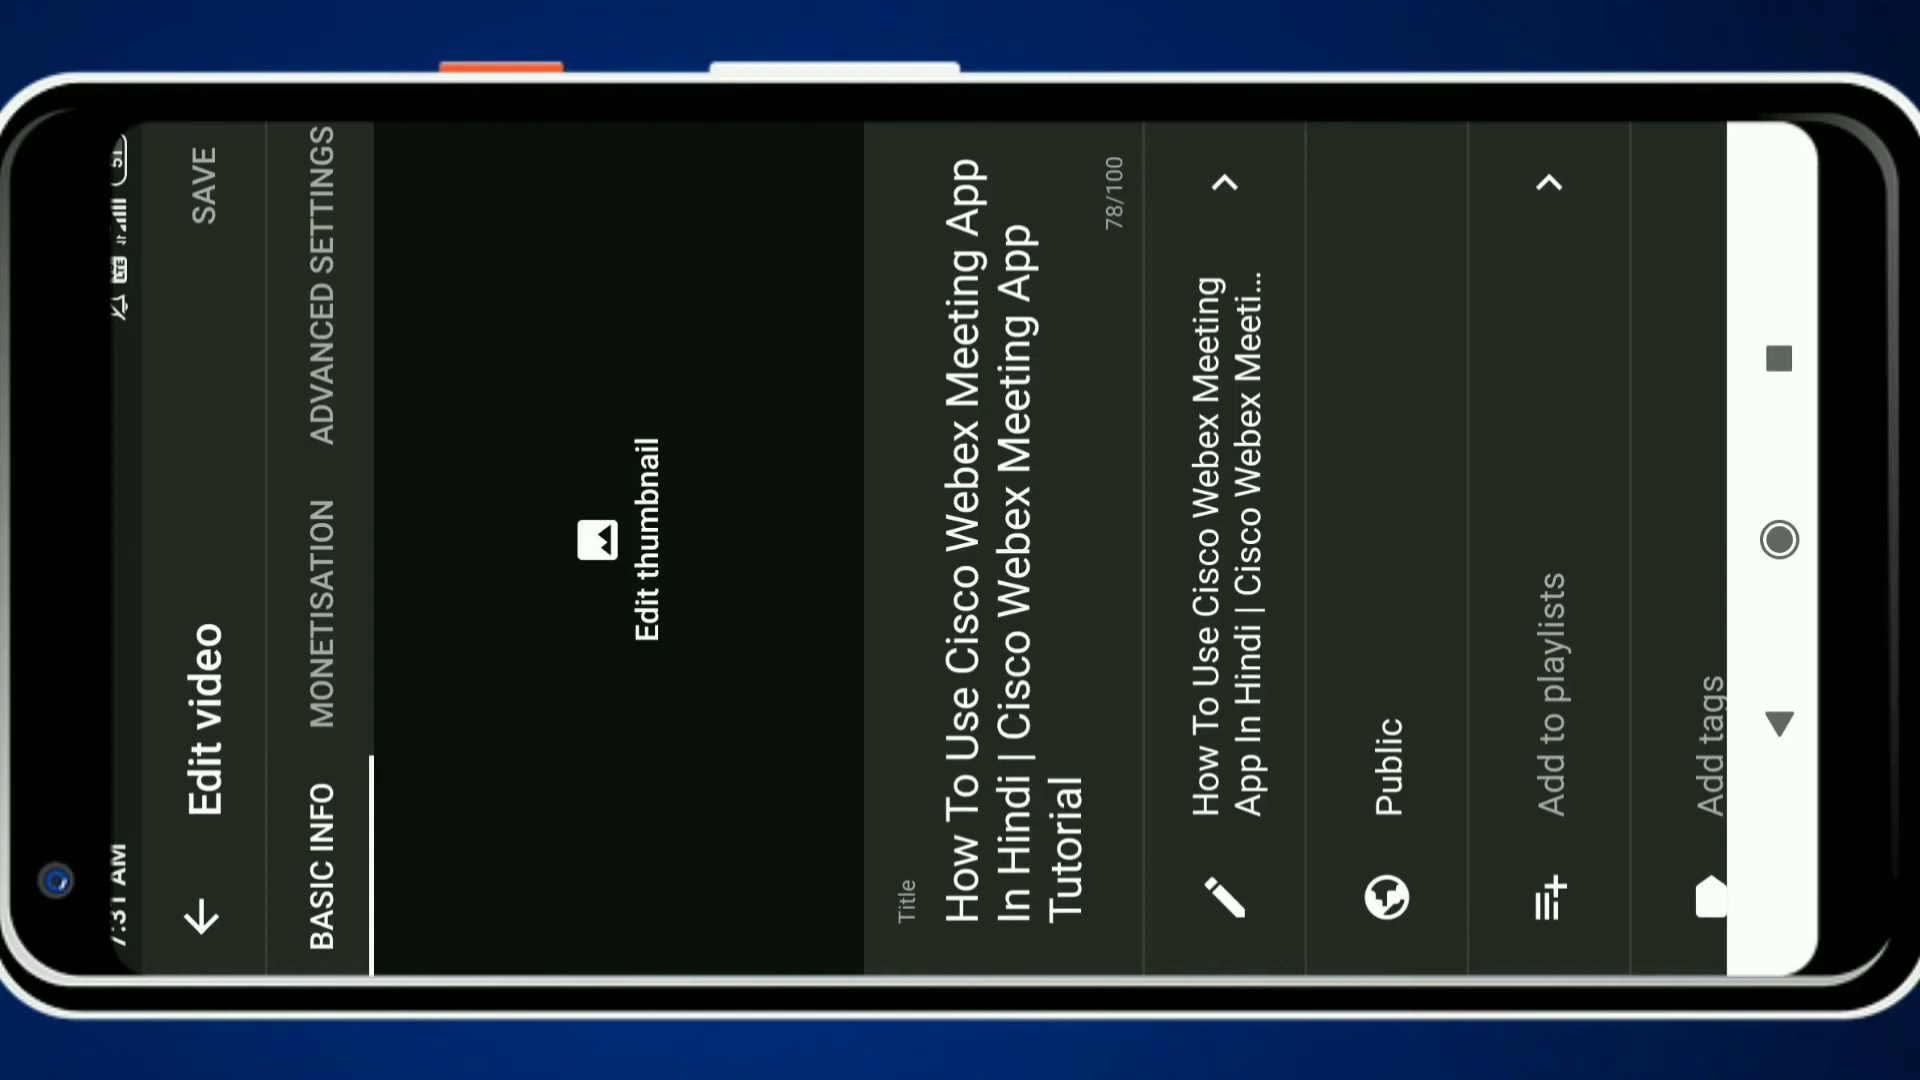 7:31 AM
LTE
51
Edit video
SAVE
BASIC INFO
MONETISATION
ADVANCED SETTINGS
Edit thumbnail
Title
How To Use Cisco Webex Meeting App
In Hindi | Cisco Webex Meeting App
Tutorial
78/100
How To Use Cisco Webex Meeting
App In Hindi | Cisco Webex Meeti...
Public
Add to playlists
Add tags